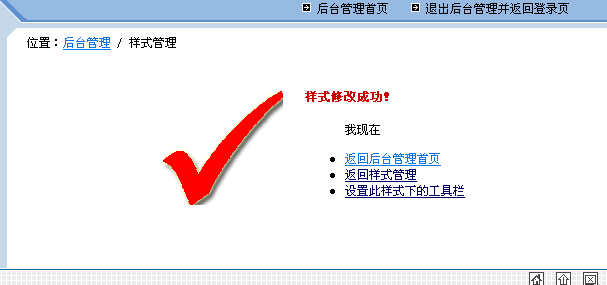 后台管理首页 退出后台管理并返回登录页
位置：后台管理 / 样式管理
样式修改成功！
我现在
返回后台管理首页
返回样式管理
设置此样式下的工具栏